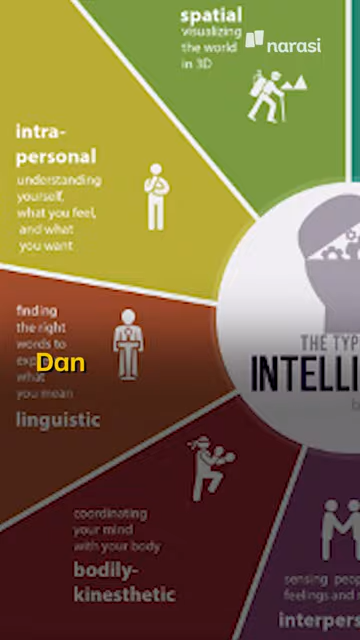 spatial
visualizing
the world
in 3D
narasi
intra-
personal
understanding
yourself,
what you feel,
and what
you want
finding
the right
words to
Dan
what
you mean
linguistic
THE TYP
INTELLI
coordinating
your mind
with your body
bodily-
kinesthetic
sensing peop
feelings and
interpers